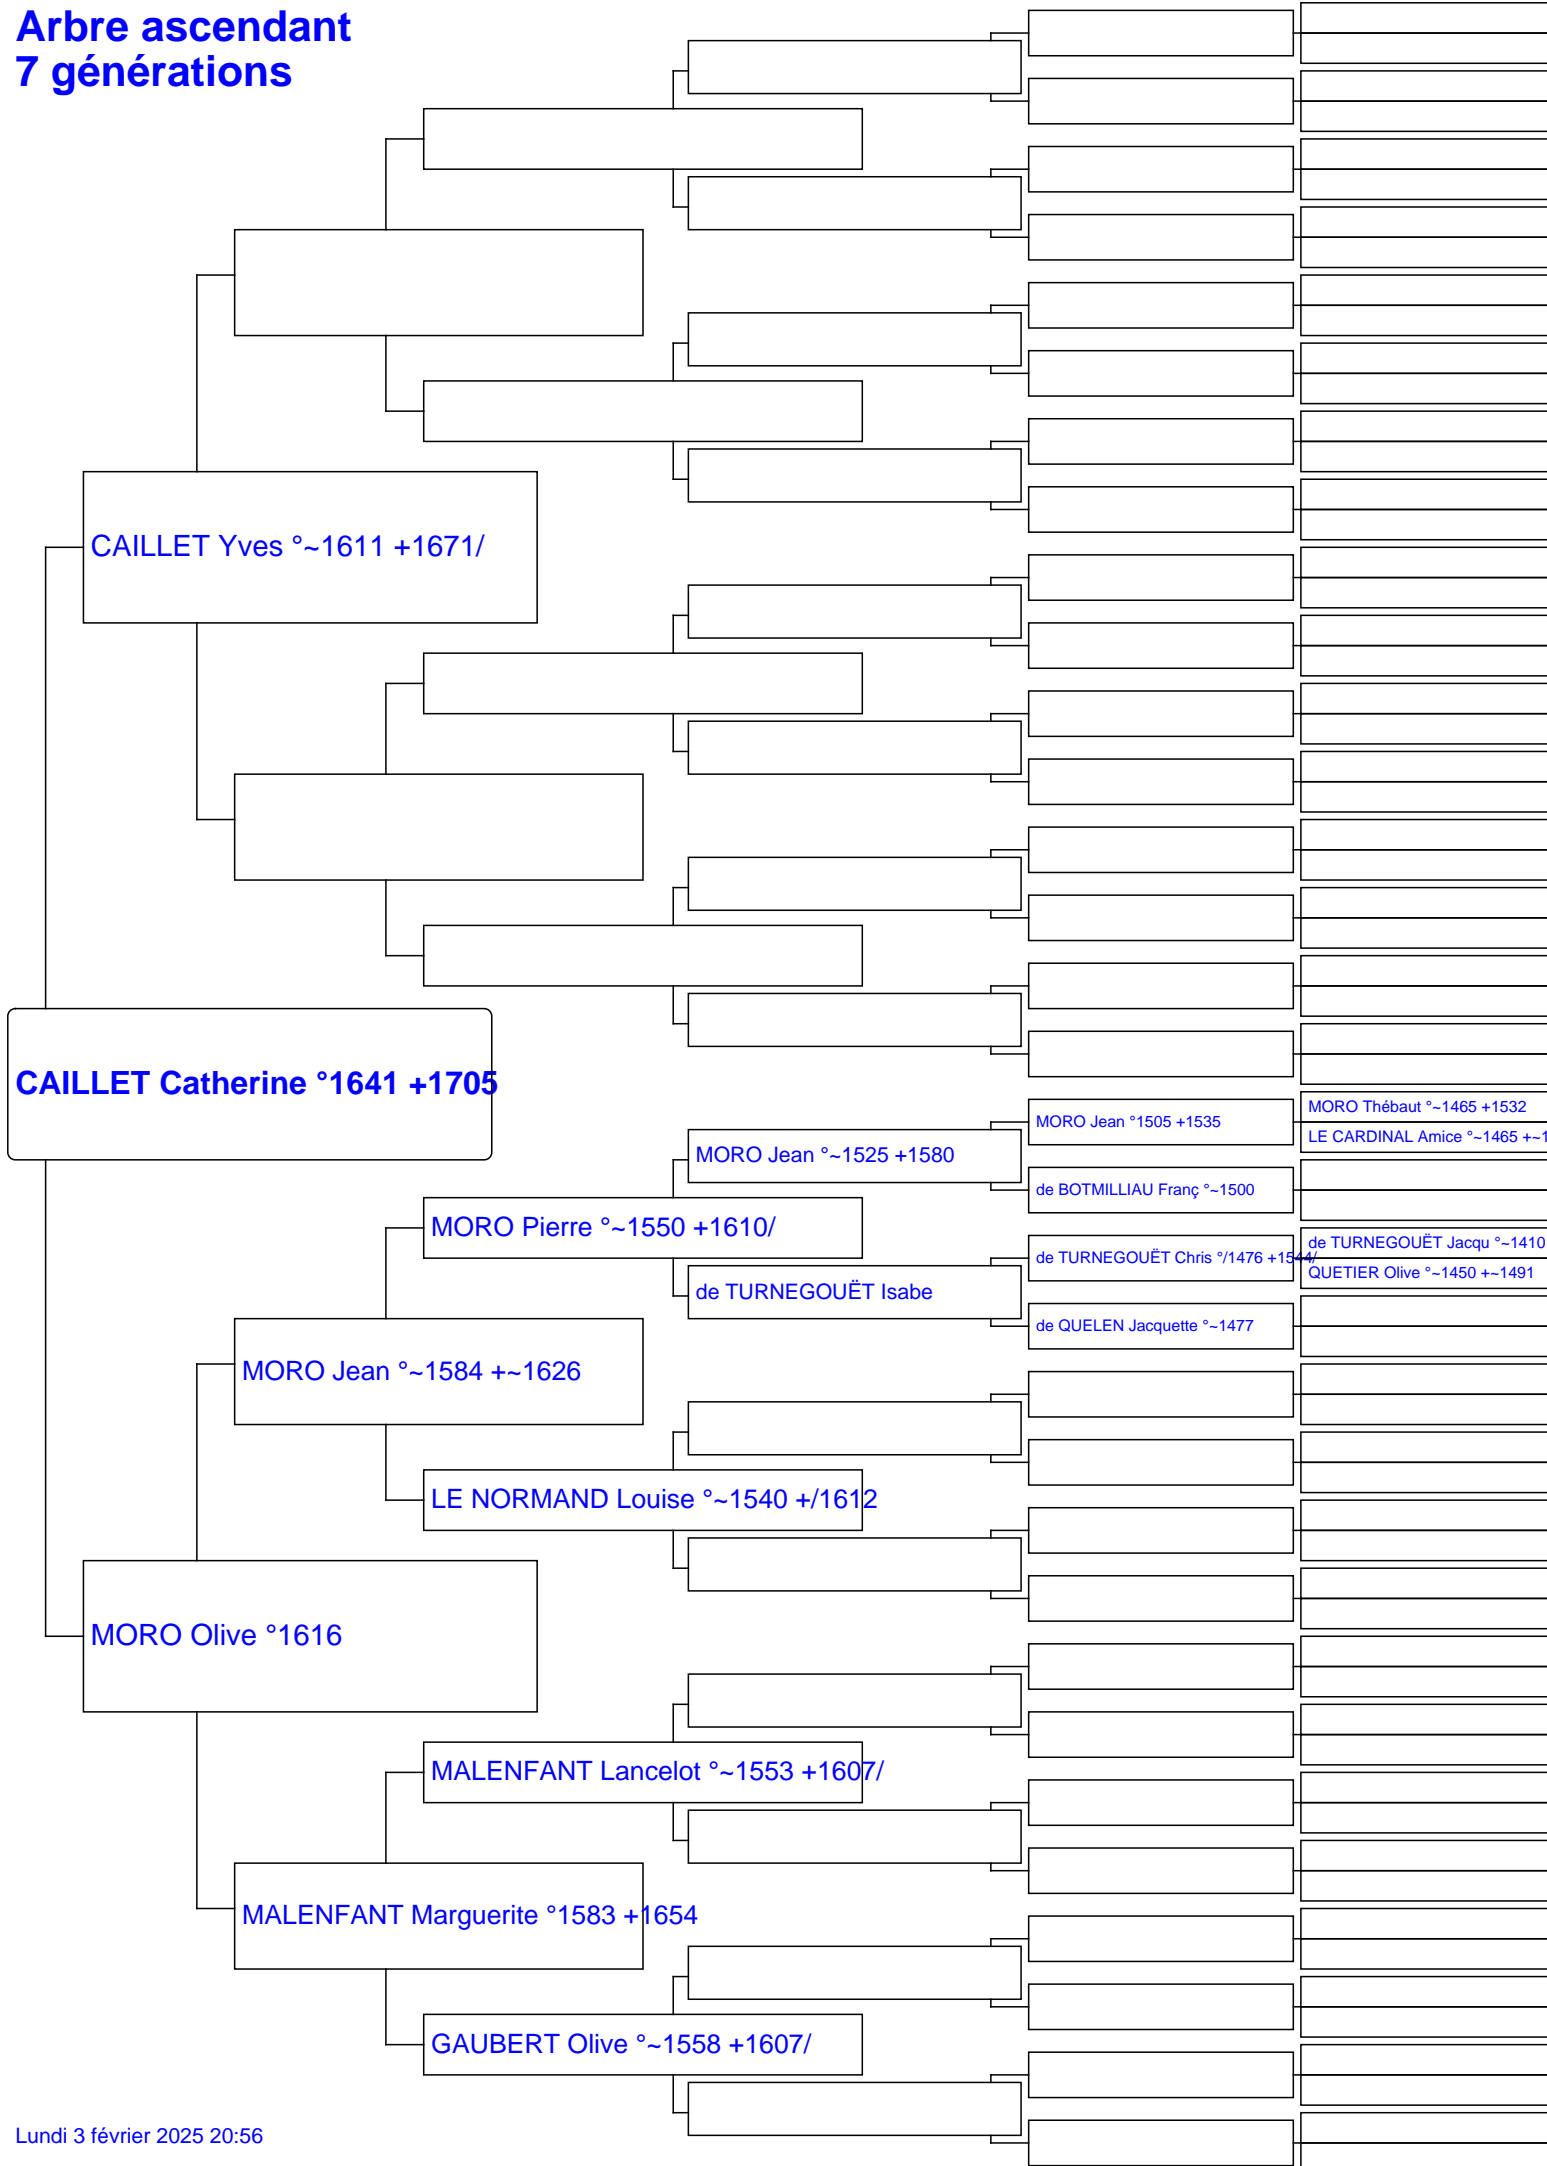 Arbre ascendant
7 générations
CAILLET Yves °~1611 +1671/
CAILLET Catherine °1641 +1705
MORO Thébaut °~1465 +1532
MORO Jean °1505 +1535
LE CARDINAL Amice °~1465 +~1
MORO Jean °~1525 +1580
de BOTMILLIAU Franç °~1500
MORO Pierre °~1550 +1610/
de TURNEGOUËT Jacqu °~1410
de TURNEGOUËT Chris °/1476 +1544/
QUETIER Olive °~1450 +~1491
de TURNEGOUËT Isabe
de QUELEN Jacquette °~1477
MORO Jean °~1584 +~1626
LE NORMAND Louise °~1540 +/1612
MORO Olive °1616
MALENFANT Lancelot °~1553 +1607/
MALENFANT Marguerite °1583 +1654
GAUBERT Olive °~1558 +1607/
Lundi 3 février 2025 20:56